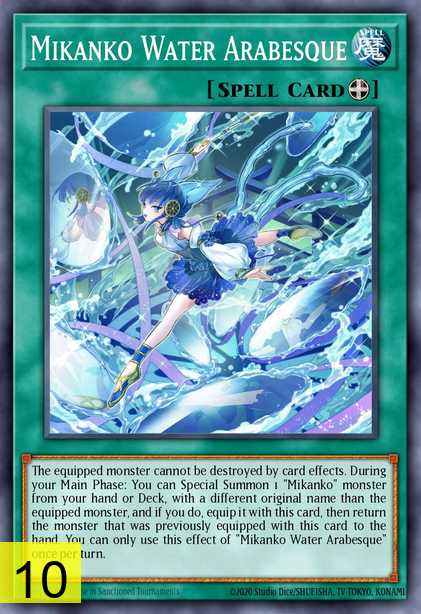 MIKANKO WATER ARABESQUE
SPELL
魔
[SPELL CARD]
The equipped monster cannot be destroyed by card effects. During
your Main Phase: You can Special Summon 1 "Mikanko" monster
from your hand or Deck, with a different original name than the
equipped monster, and if you do, equip it with this card, then return
the monster that was previously equipped with this card to the
hand. You can only use this effect of "Mikanko Water Arabesque"
once per turn.
10
Use in Sanctioned Tournaments
©2020 Studio Dice/SHUEISHA, TV TOKYO, KONAMI